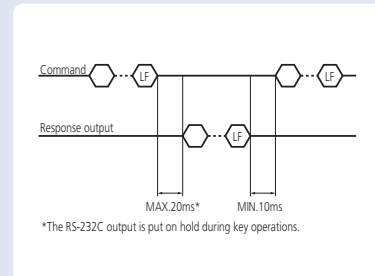 Command LF LF
Response output LF
MAX.20ms* MIN.10ms
*The RS-232C output is put on hold during key operations.